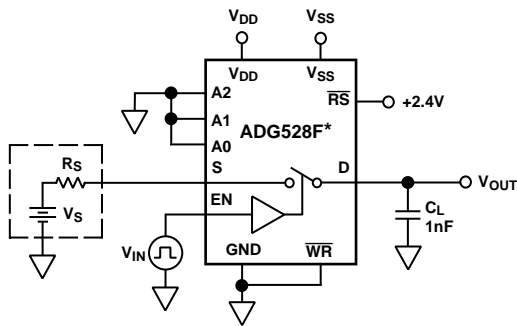 VDD VSS
VDD VSS
A2
RS
+2.4V
A1
ADG528F*
A0
RS
S
D
VOUT
VS
EN
CL
1nF
VIN
GND WR